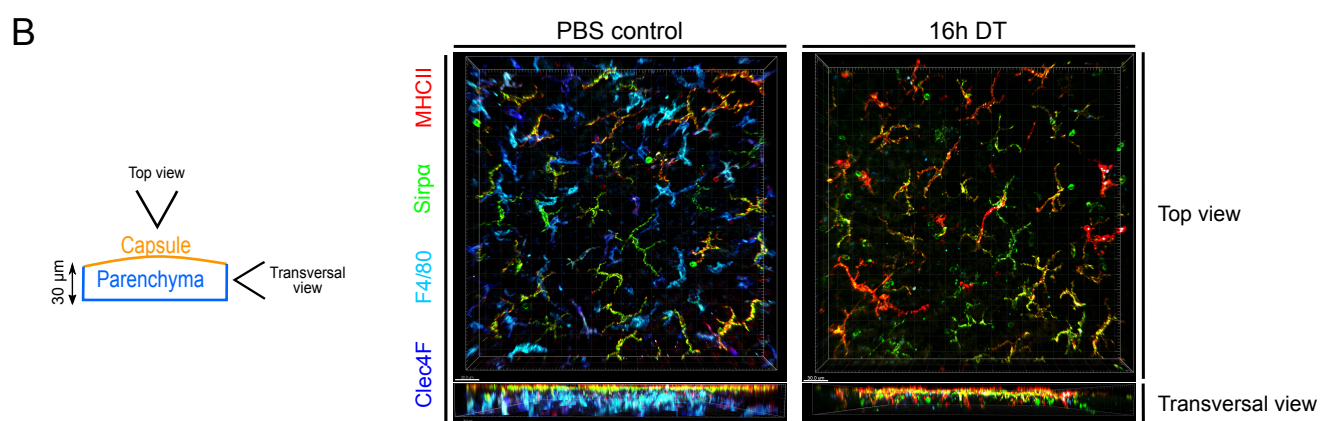 B
PBS control
16h DT
Top view
Capsule
Parenchyma
30 µm
Transversal
view
MHCII
Sirpα
F4/80
Clec4F
Top view
Transversal view